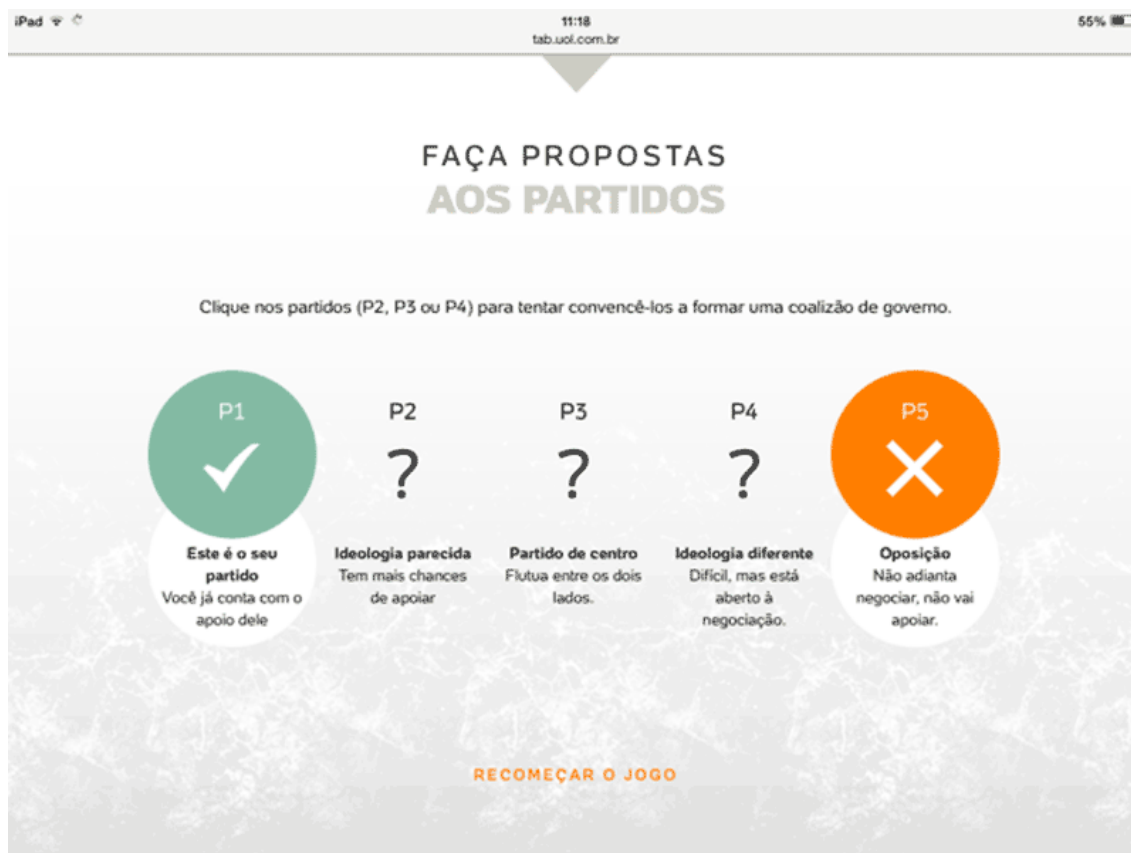 iPad 11:18 55%
tab.uol.com.br
FAÇA PROPOSTAS
AOS PARTIDOS
Clique nos partidos (P2, P3 ou P4) para tentar convencê-los a formar uma coalizão de governo.
P1
Este é o seu
partido
Você já conta com o
apoio dele
P2
?
Ideologia parecida
Tem mais chances
de apoiar
P3
?
Partido de centro
Flutua entre os dois
lados.
P4
?
Ideologia diferente
Difícil, mas está
aberto à
negociação.
P5
Oposição
Não adianta
negociar, não vai
apoiar.
RECOMEÇAR O JOGO